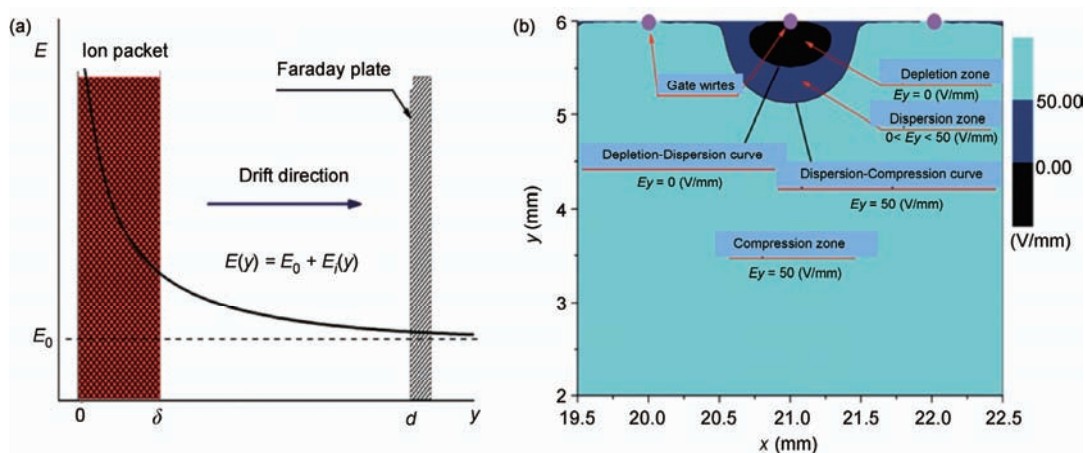 (a)
E
Ion packet
Faraday plate
Drift direction
E(y) = E₀ + Eᵢ(y)
E₀
0
δ
d
y
(b)
6
5
4
3
2
y (mm)
19.5
20.0
20.5
21.0
21.5
22.0
22.5
x (mm)
Gate wirtes
Depletion zone
Ey = 0 (V/mm)
Dispersion zone
0< Ey < 50 (V/mm)
Depletion-Dispersion curve
Ey = 0 (V/mm)
Dispersion-Compression curve
Ey = 50 (V/mm)
Compression zone
Ey = 50 (V/mm)
50.00
0.00
(V/mm)